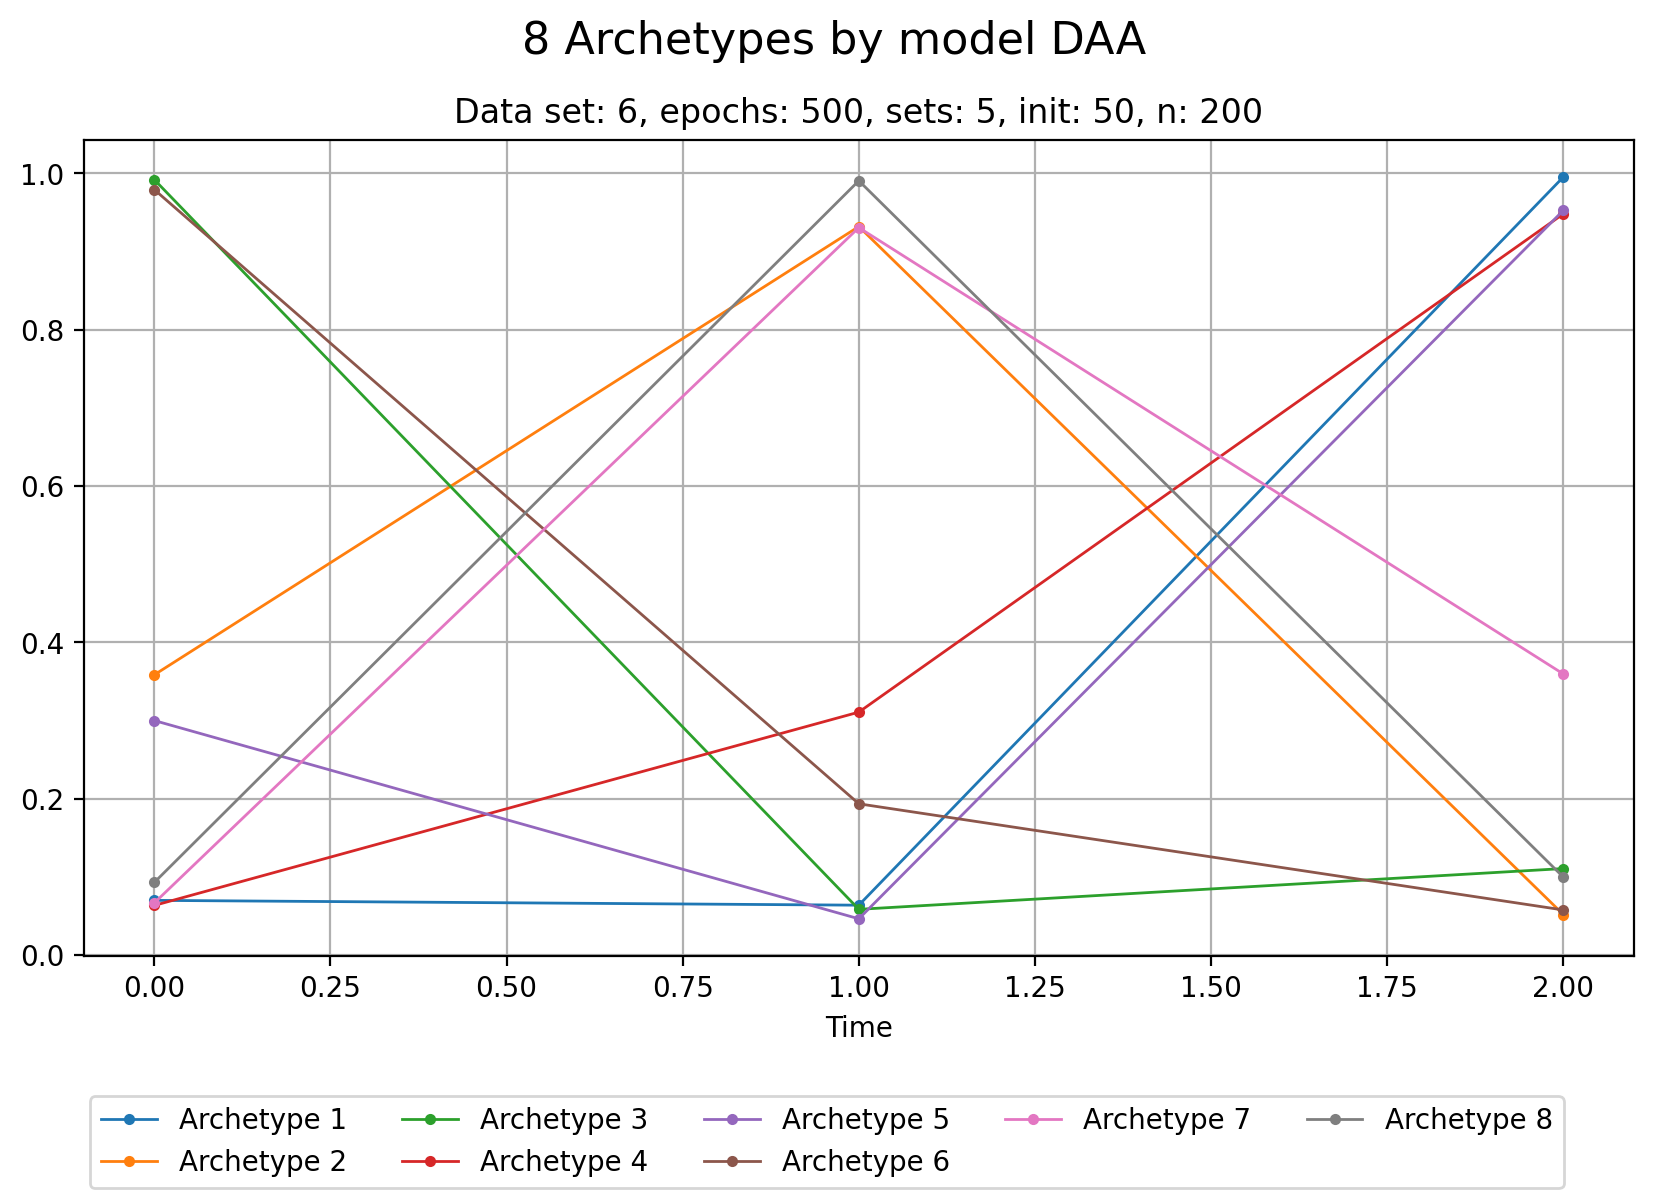 8 Archetypes by model DAA
Data set: 6, epochs: 500, sets: 5, init: 50, n: 200
1.0
0.8
0.6
0.4
0.2
0.0
0.00 0.25 0.50 0.75 1.00 1.25 1.50 1.75 2.00
Time
Archetype 1 Archetype 3 Archetype 5 Archetype 7 Archetype 8
Archetype 2 Archetype 4 Archetype 6